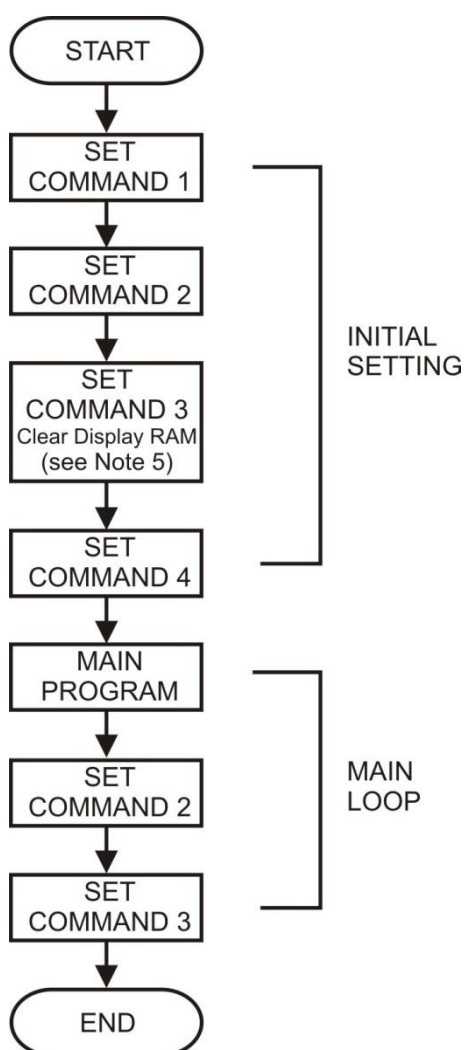 START
SET
COMMAND 1
SET
COMMAND 2
SET
COMMAND 3
Clear Display RAM
(see Note 5)
SET
COMMAND 4
INITIAL
SETTING
MAIN
PROGRAM
SET
COMMAND 2
SET
COMMAND 3
MAIN
LOOP
END